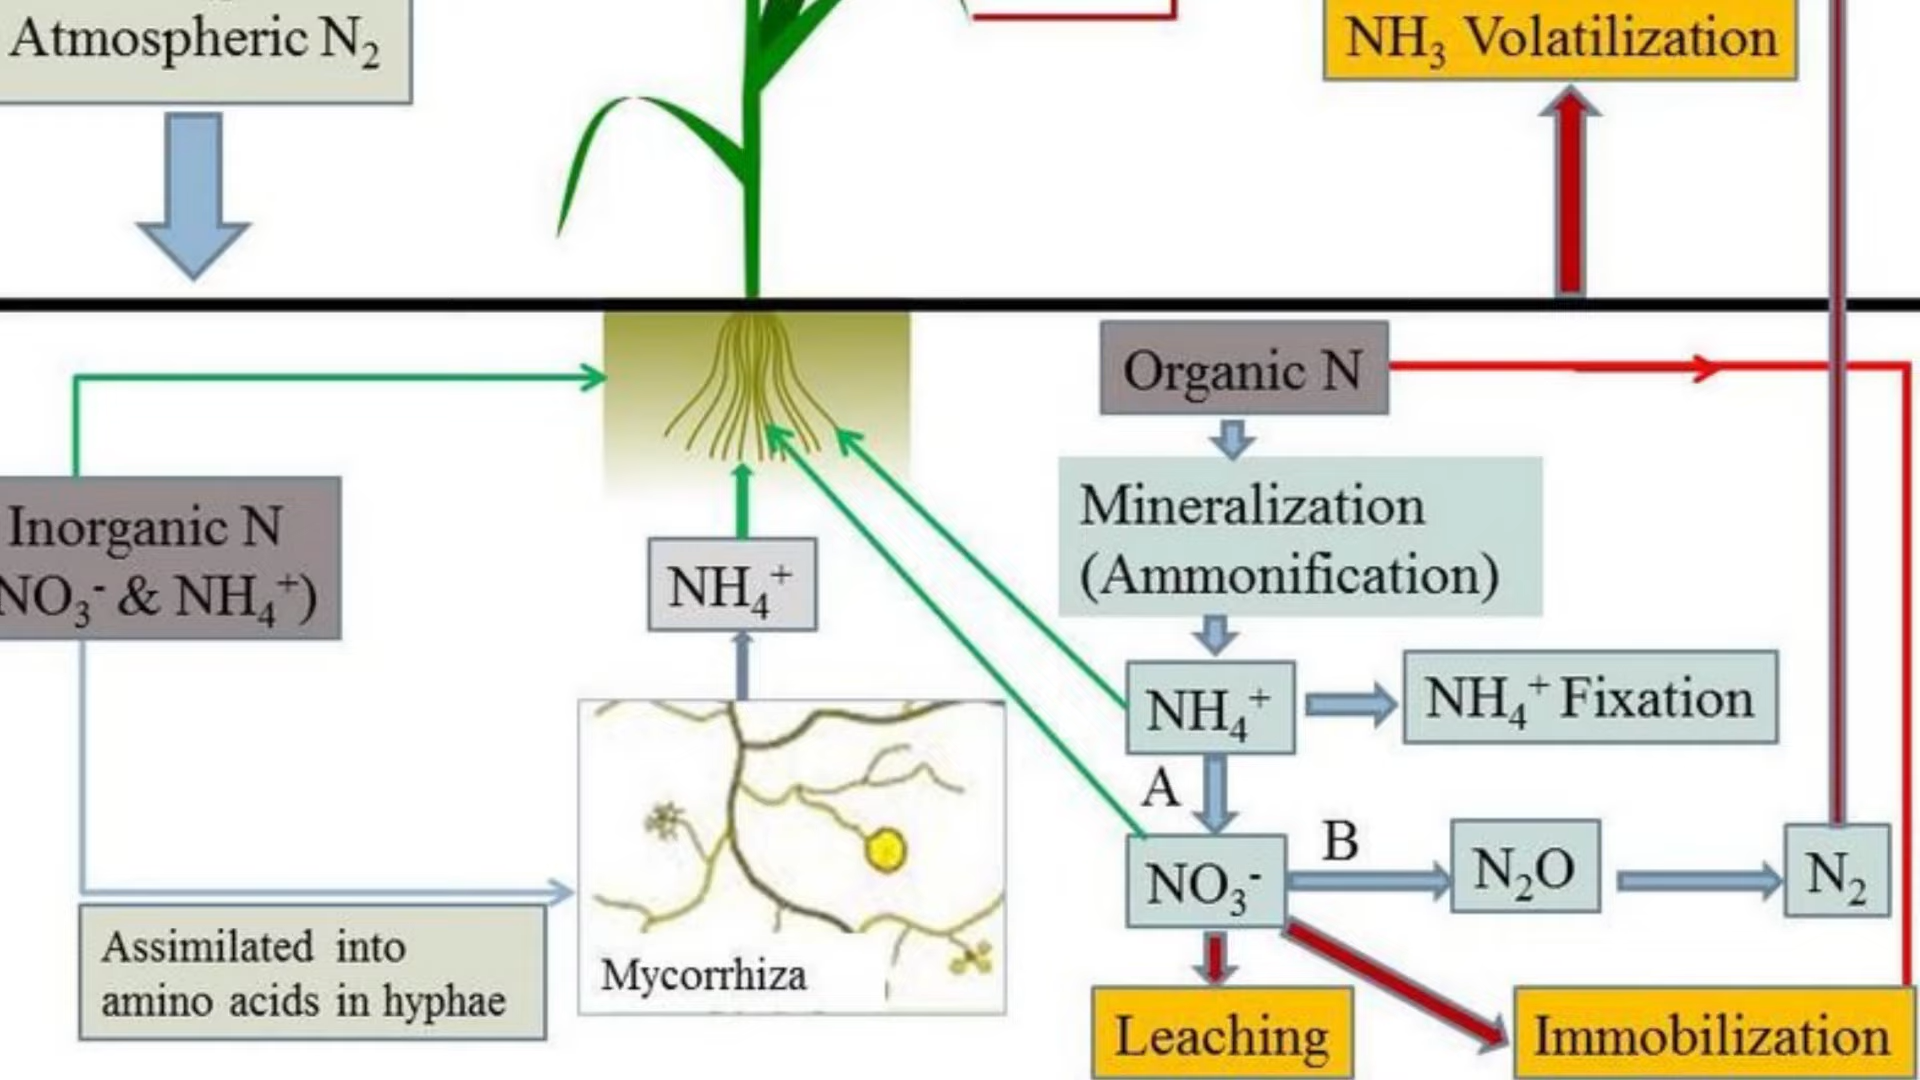 Atmospheric N₂
NH₃ Volatilization
Organic N
Inorganic N
NO₃⁻ & NH₄⁺)
Mineralization
(Ammonification)
NH₄⁺
NH₄⁺
NH₄⁺ Fixation
A
B
NO₃⁻
N₂O
N₂
Assimilated into
amino acids in hyphae
Mycorrhiza
Leaching
Immobilization